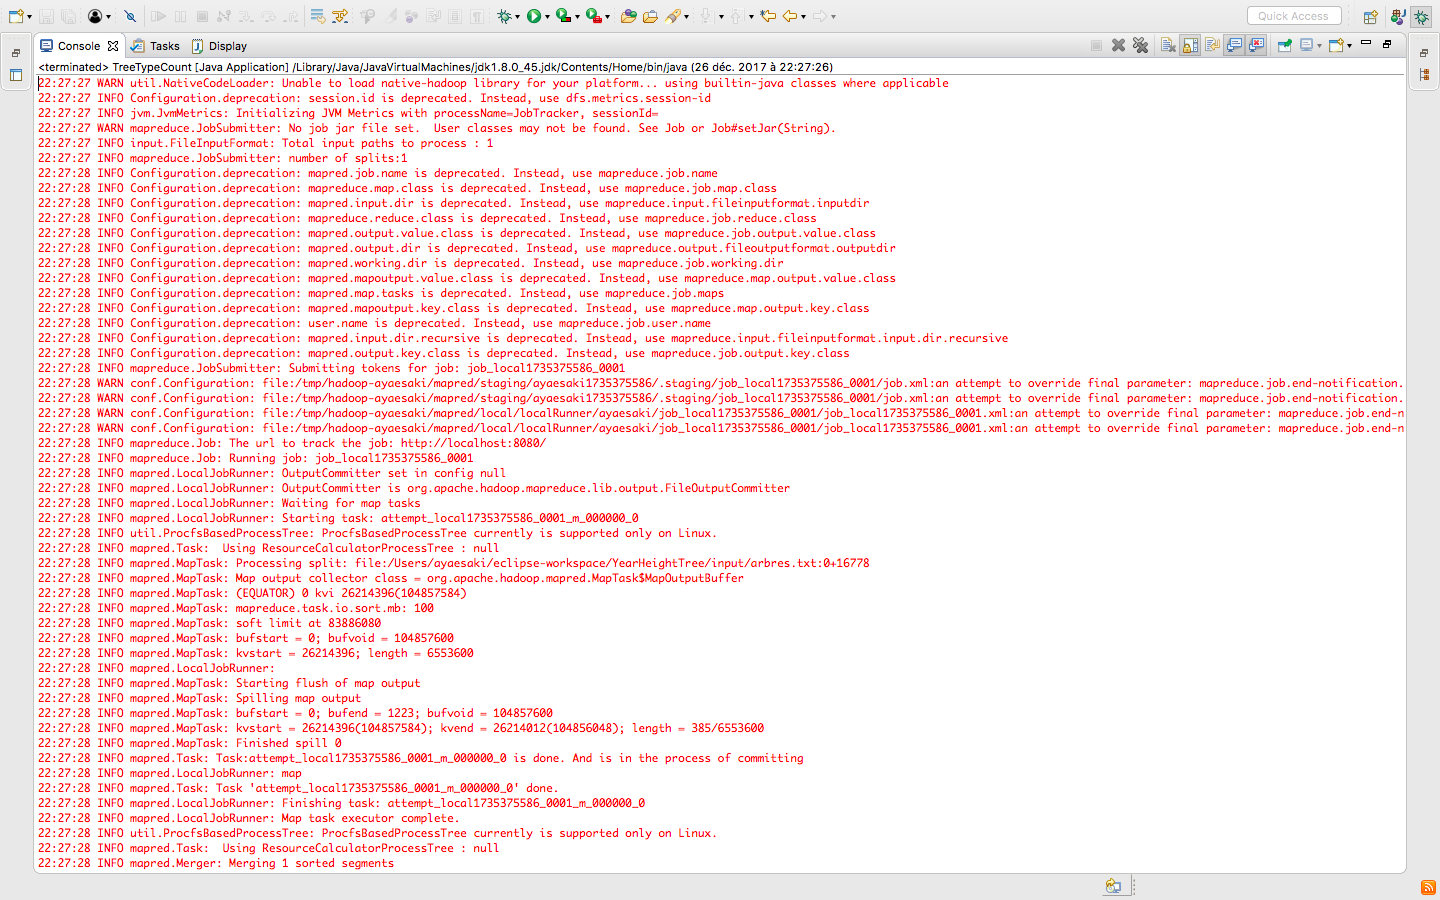 Quick Access
Console
Tasks
Display
<terminated> TreeTypeCount [Java Application] /Library/Java/JavaVirtualMachines/jdk1.8.0_45.jdk/Contents/Home/bin/java (26 déc. 2017 à 22:27:26)
22:27:27 WARN util.NativeCodeLoader: Unable to load native-hadoop library for your platform... using builtin-java classes where applicable
22:27:27 INFO Configuration.deprecation: session.id is deprecated. Instead, use dfs.metrics.session-id
22:27:27 INFO jvm.JvmMetrics: Initializing JVM Metrics with processName=JobTracker, sessionId=
22:27:27 WARN mapreduce.JobSubmitter: No job jar file set.  User classes may not be found. See Job or Job#setJar(String).
22:27:27 INFO input.FileInputFormat: Total input paths to process : 1
22:27:27 INFO mapreduce.JobSubmitter: number of splits:1
22:27:28 INFO Configuration.deprecation: mapred.job.name is deprecated. Instead, use mapreduce.job.name
22:27:28 INFO Configuration.deprecation: mapreduce.map.class is deprecated. Instead, use mapreduce.job.map.class
22:27:28 INFO Configuration.deprecation: mapred.input.dir is deprecated. Instead, use mapreduce.input.fileinputformat.inputdir
22:27:28 INFO Configuration.deprecation: mapreduce.reduce.class is deprecated. Instead, use mapreduce.job.reduce.class
22:27:28 INFO Configuration.deprecation: mapred.output.value.class is deprecated. Instead, use mapreduce.job.output.value.class
22:27:28 INFO Configuration.deprecation: mapred.output.dir is deprecated. Instead, use mapreduce.output.fileoutputformat.outputdir
22:27:28 INFO Configuration.deprecation: mapred.working.dir is deprecated. Instead, use mapreduce.job.working.dir
22:27:28 INFO Configuration.deprecation: mapred.mapoutput.value.class is deprecated. Instead, use mapreduce.map.output.value.class
22:27:28 INFO Configuration.deprecation: mapred.map.tasks is deprecated. Instead, use mapreduce.job.maps
22:27:28 INFO Configuration.deprecation: mapred.mapoutput.key.class is deprecated. Instead, use mapreduce.map.output.key.class
22:27:28 INFO Configuration.deprecation: user.name is deprecated. Instead, use mapreduce.job.user.name
22:27:28 INFO Configuration.deprecation: mapred.input.dir.recursive is deprecated. Instead, use mapreduce.input.fileinputformat.input.dir.recursive
22:27:28 INFO Configuration.deprecation: mapred.output.key.class is deprecated. Instead, use mapreduce.job.output.key.class
22:27:28 INFO mapreduce.JobSubmitter: Submitting tokens for job: job_local1735375586_0001
22:27:28 WARN conf.Configuration: file:/tmp/hadoop-ayaesaki/mapred/staging/ayaesaki1735375586/.staging/job_local1735375586_0001/job.xml:an attempt to override final parameter: mapreduce.job.end-notification.
22:27:28 WARN conf.Configuration: file:/tmp/hadoop-ayaesaki/mapred/staging/ayaesaki1735375586/.staging/job_local1735375586_0001/job.xml:an attempt to override final parameter: mapreduce.job.end-notification.
22:27:28 WARN conf.Configuration: file:/tmp/hadoop-ayaesaki/mapred/local/localRunner/ayaesaki/job_local1735375586_0001/job_local1735375586_0001.xml:an attempt to override final parameter: mapreduce.job.end-n
22:27:28 WARN conf.Configuration: file:/tmp/hadoop-ayaesaki/mapred/local/localRunner/ayaesaki/job_local1735375586_0001/job_local1735375586_0001.xml:an attempt to override final parameter: mapreduce.job.end-n
22:27:28 INFO mapreduce.Job: The url to track the job: http://localhost:8080/
22:27:28 INFO mapreduce.Job: Running job: job_local1735375586_0001
22:27:28 INFO mapred.LocalJobRunner: OutputCommitter set in config null
22:27:28 INFO mapred.LocalJobRunner: OutputCommitter is org.apache.hadoop.mapreduce.lib.output.FileOutputCommitter
22:27:28 INFO mapred.LocalJobRunner: Waiting for map tasks
22:27:28 INFO mapred.LocalJobRunner: Starting task: attempt_local1735375586_0001_m_000000_0
22:27:28 INFO util.ProcfsBasedProcessTree: ProcfsBasedProcessTree currently is supported only on Linux.
22:27:28 INFO mapred.Task:  Using ResourceCalculatorProcessTree : null
22:27:28 INFO mapred.MapTask: Processing split: file:/Users/ayaesaki/eclipse-workspace/YearHeightTree/input/arbres.txt:0+16778
22:27:28 INFO mapred.MapTask: Map output collector class = org.apache.hadoop.mapred.MapTask$MapOutputBuffer
22:27:28 INFO mapred.MapTask: (EQUATOR) 0 kvi 26214396(104857584)
22:27:28 INFO mapred.MapTask: mapreduce.task.io.sort.mb: 100
22:27:28 INFO mapred.MapTask: soft limit at 83886080
22:27:28 INFO mapred.MapTask: bufstart = 0; bufvoid = 104857600
22:27:28 INFO mapred.MapTask: kvstart = 26214396; length = 6553600
22:27:28 INFO mapred.LocalJobRunner:
22:27:28 INFO mapred.MapTask: Starting flush of map output
22:27:28 INFO mapred.MapTask: Spilling map output
22:27:28 INFO mapred.MapTask: bufstart = 0; bufend = 1223; bufvoid = 104857600
22:27:28 INFO mapred.MapTask: kvstart = 26214396(104857584); kvend = 26214012(104856048); length = 385/6553600
22:27:28 INFO mapred.MapTask: Finished spill 0
22:27:28 INFO mapred.Task: Task:attempt_local1735375586_0001_m_000000_0 is done. And is in the process of committing
22:27:28 INFO mapred.LocalJobRunner: map
22:27:28 INFO mapred.Task: Task 'attempt_local1735375586_0001_m_000000_0' done.
22:27:28 INFO mapred.LocalJobRunner: Finishing task: attempt_local1735375586_0001_m_000000_0
22:27:28 INFO mapred.LocalJobRunner: Map task executor complete.
22:27:28 INFO util.ProcfsBasedProcessTree: ProcfsBasedProcessTree currently is supported only on Linux.
22:27:28 INFO mapred.Task:  Using ResourceCalculatorProcessTree : null
22:27:28 INFO mapred.Merger: Merging 1 sorted segments